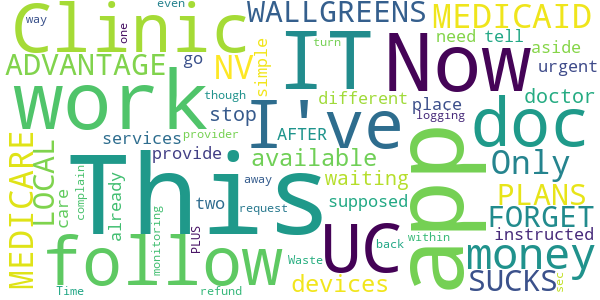 way
even
Clinic
one
WALLGREENS
MEDICAID
IT
Now
turn
need
tell
ADVANTAGE
NV
go
simple
aside
urgent
work
though
stop
I've
different
place
doc
doctor
logging
AFTER
app
services
provide
available
Only
MEDICARE
LOCAL
This
two
waiting
supposed
PLANS
care
complain
already
provider
away
request
UC
FORGET
instructed
follow
monitoring
PLUS
back
within
money
Waste
devices
SUCKS
sec
Time
refund